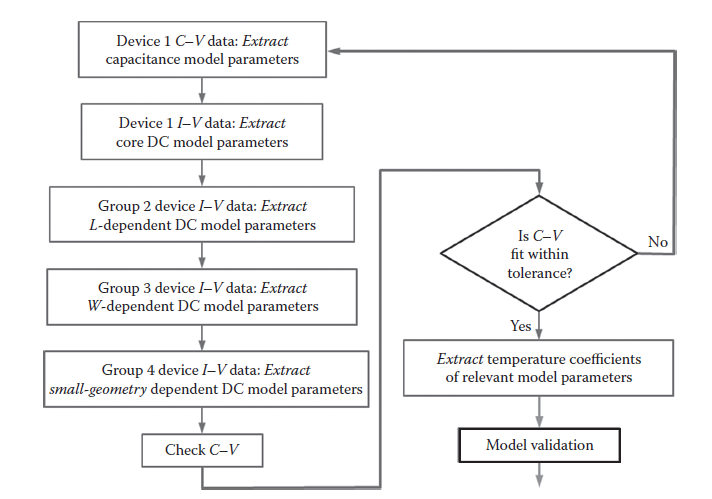 Device 1 C–V data: Extract
capacitance model parameters
Device 1 I–V data: Extract
core DC model parameters
Group 2 device I–V data: Extract
L-dependent DC model parameters
Group 3 device I–V data: Extract
W-dependent DC model parameters
Group 4 device I–V data: Extract
small-geometry dependent DC model parameters
Check C–V
Is C–V
fit within
tolerance?
No
Yes
Extract temperature coefficients
of relevant model parameters
Model validation